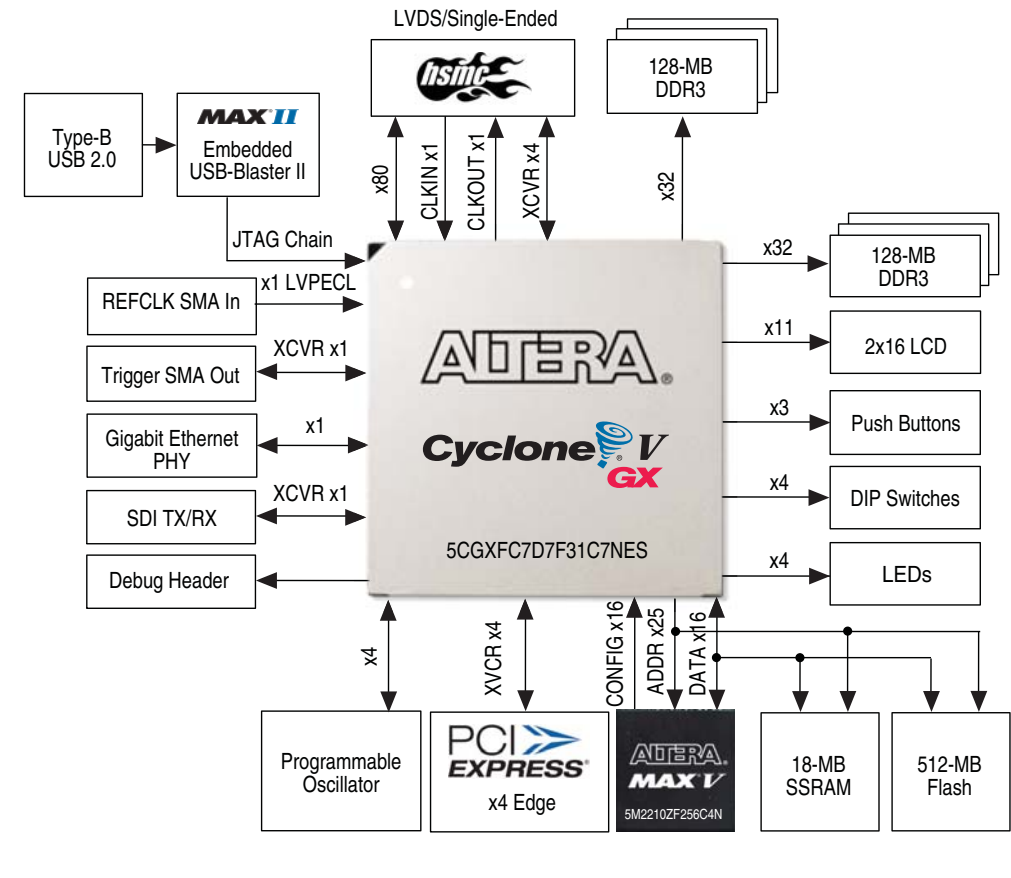 LVDS/Single-Ended
hsmc
128-MB
DDR3
Type-B
USB 2.0
MAX® II
Embedded
USB-Blaster II
x80
CLKIN x1
CLKOUT x1
XCVR x4
x32
JTAG Chain
x32
128-MB
DDR3
REFCLK SMA In
x1 LVPECL
x11
2x16 LCD
Trigger SMA Out
XCVR x1
ALTERA®
x3
Push Buttons
Gigabit Ethernet
PHY
x1
Cyclone® V
GX
x4
DIP Switches
SDI TX/RX
XCVR x1
5CGXFC7D7F31C7NES
x4
LEDs
Debug Header
x4
XVCR x4
CONFIG x16
ADDR x25
DATA x16
Programmable
Oscillator
PCI
EXPRESS®
x4 Edge
ALTERA®
MAX® V
5M2210ZF256C4N
18-MB
SSRAM
512-MB
Flash